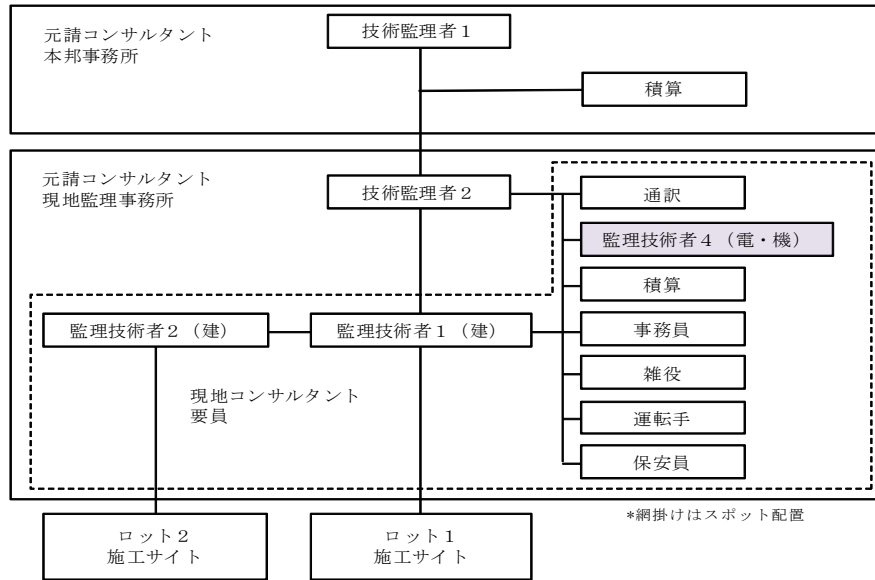 元請コンサルタント
本邦事務所
技術監理者１
積算
元請コンサルタント
現地監理事務所
技術監理者２
通訳
監理技術者４（電・機）
積算
監理技術者２（建）
監理技術者１（建）
事務員
現地コンサルタント
要員
雑役
運転手
保安員
ロット２
施工サイト
ロット１
施工サイト
*網掛けはスポット配置